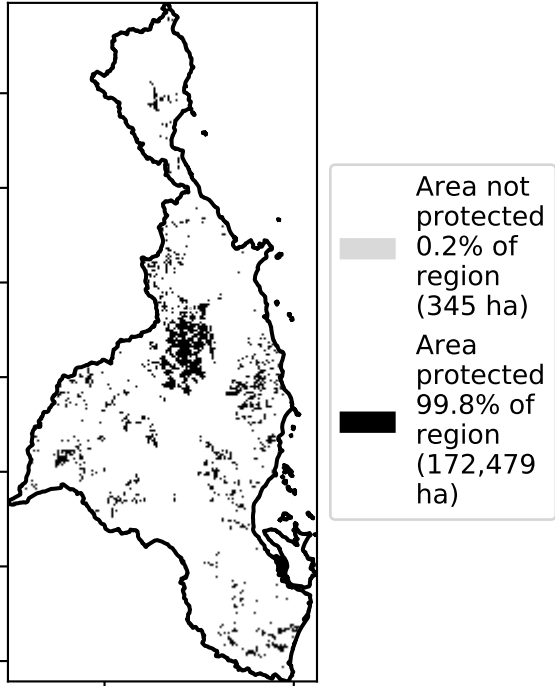 Area not
protected
0.2% of
region
(345 ha)
Area
protected
99.8% of
region
(172,479
ha)